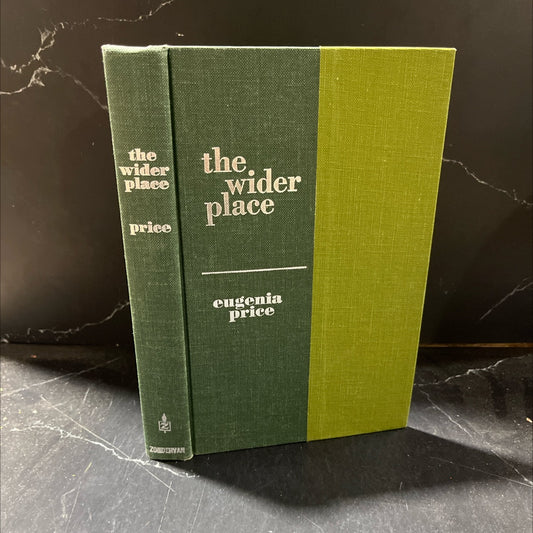 the
wider
place
price
ZONDERVAN
the
wider
place
eugenia
price